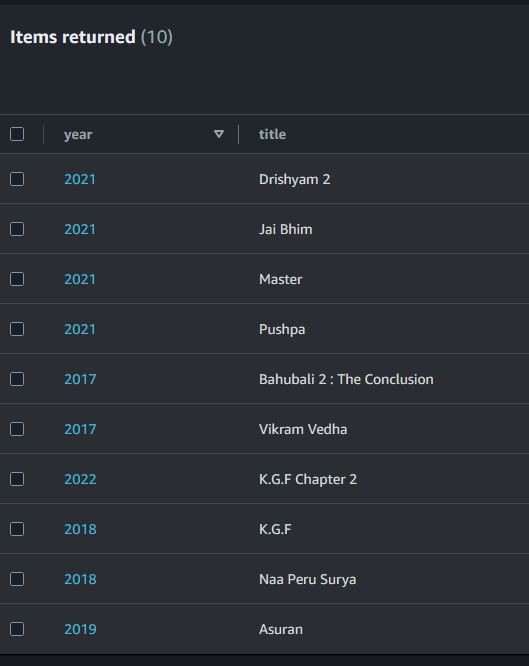 Items returned (10)
year title
2021 Drishyam 2
2021 Jai Bhim
2021 Master
2021 Pushpa
2017 Bahubali 2 : The Conclusion
2017 Vikram Vedha
2022 K.G.F Chapter 2
2018 K.G.F
2018 Naa Peru Surya
2019 Asuran